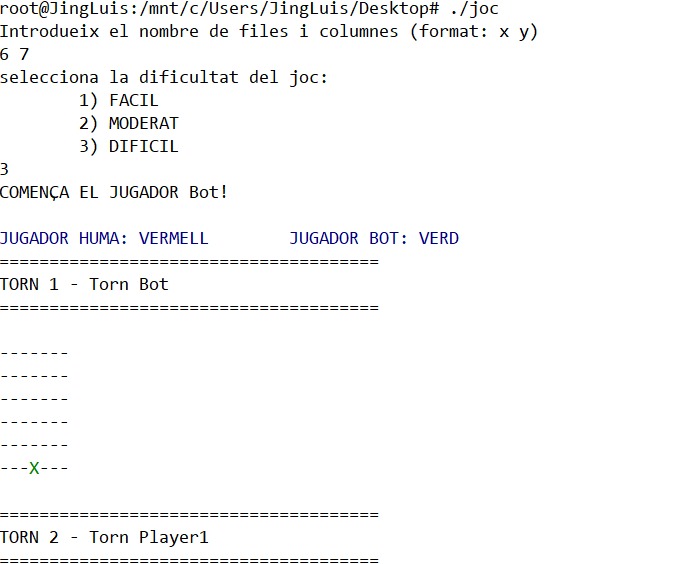 root@JingLuis:/mnt/c/Users/JingLuis/Desktop# ./joc
Introdueix el nombre de files i columnes (format: x y)
6 7
selecciona la dificultat del joc:
        1) FACIL
        2) MODERAT
        3) DIFICIL
3
COMENÇA EL JUGADOR Bot!

JUGADOR HUMA: VERMELL        JUGADOR BOT: VERD
======================================
TORN 1 - Torn Bot
======================================

-------
-------
-------
-------
-------
---X---

======================================
TORN 2 - Torn Player1
======================================